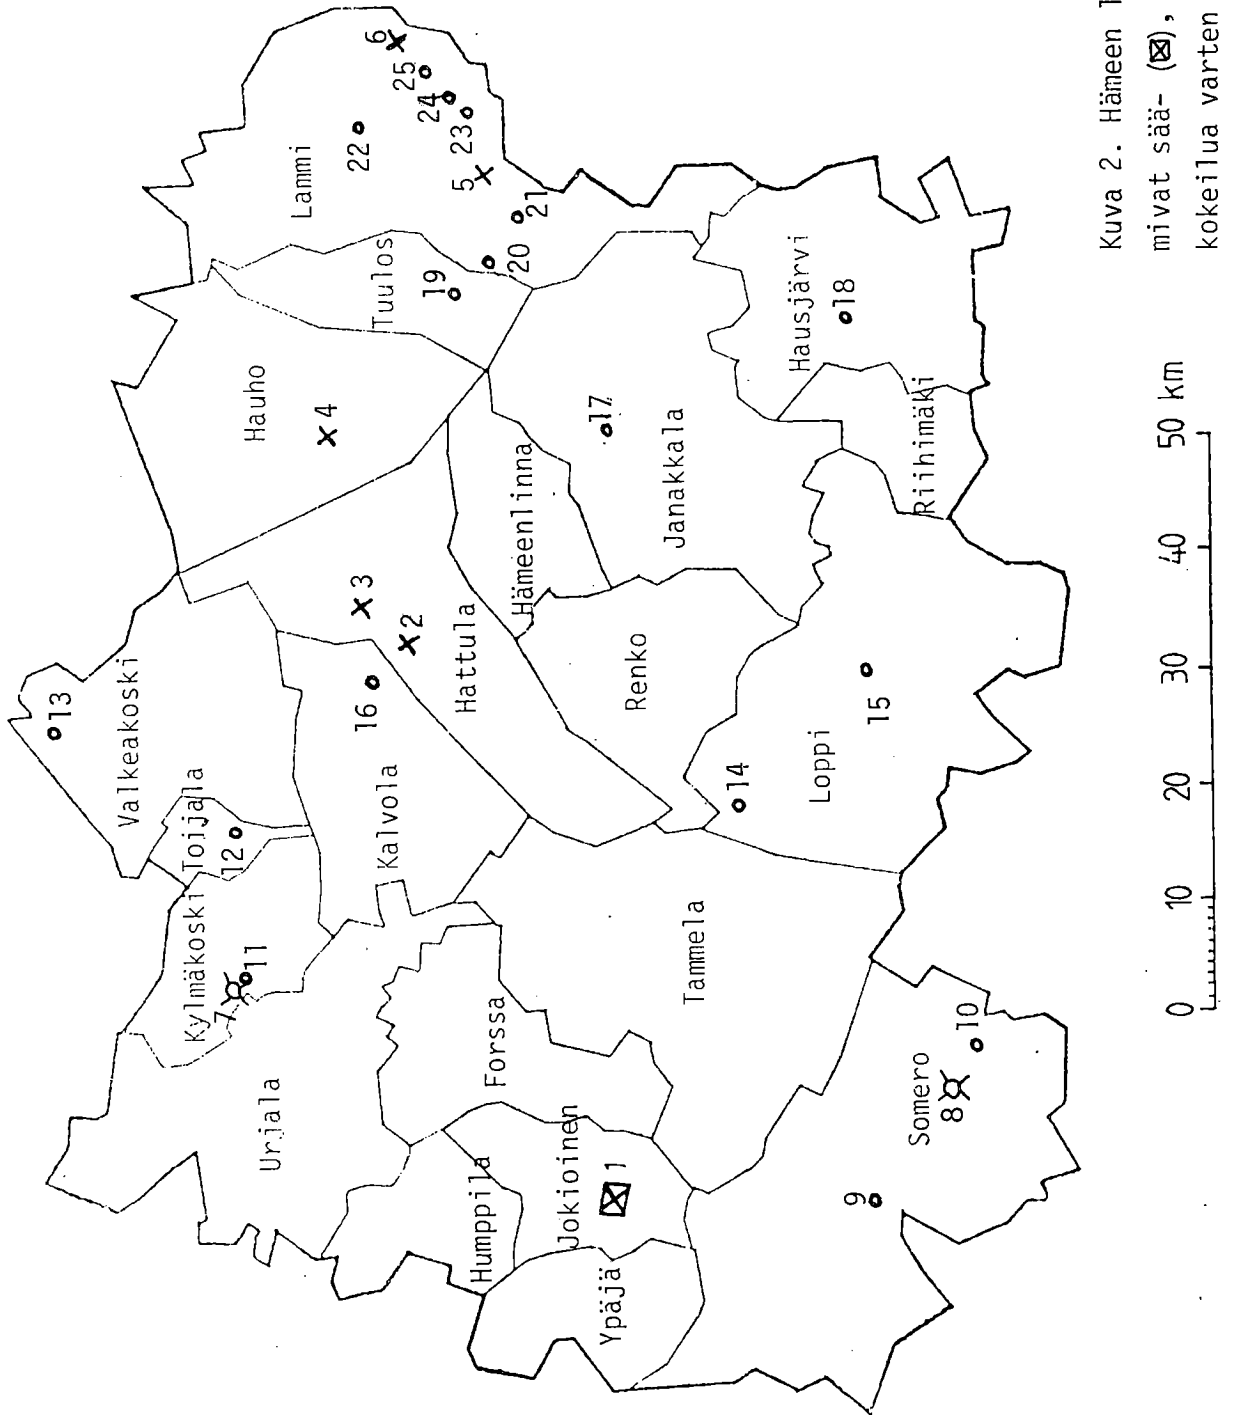 Lammi
6
25
24
23
22
5
21
20
Tuulos
19
Hauho
4
Valkeakoski
13
Toijala
12
Kylmäkoski
7
11
Urjala
Kalvola
16
3
2
Hattula
Hämeenlinna
Janakkala
17
Hausjärvi
18
Riihimäki
Renko
Loppi
14
15
Tammela
Forssa
Humppila
Jokioinen
1
Ypäjä
Somero
8
9
10
0 10 20 30 40 50 km
Kuva 2. Hämeen
mivat sää- (⊠),
kokeilua varten